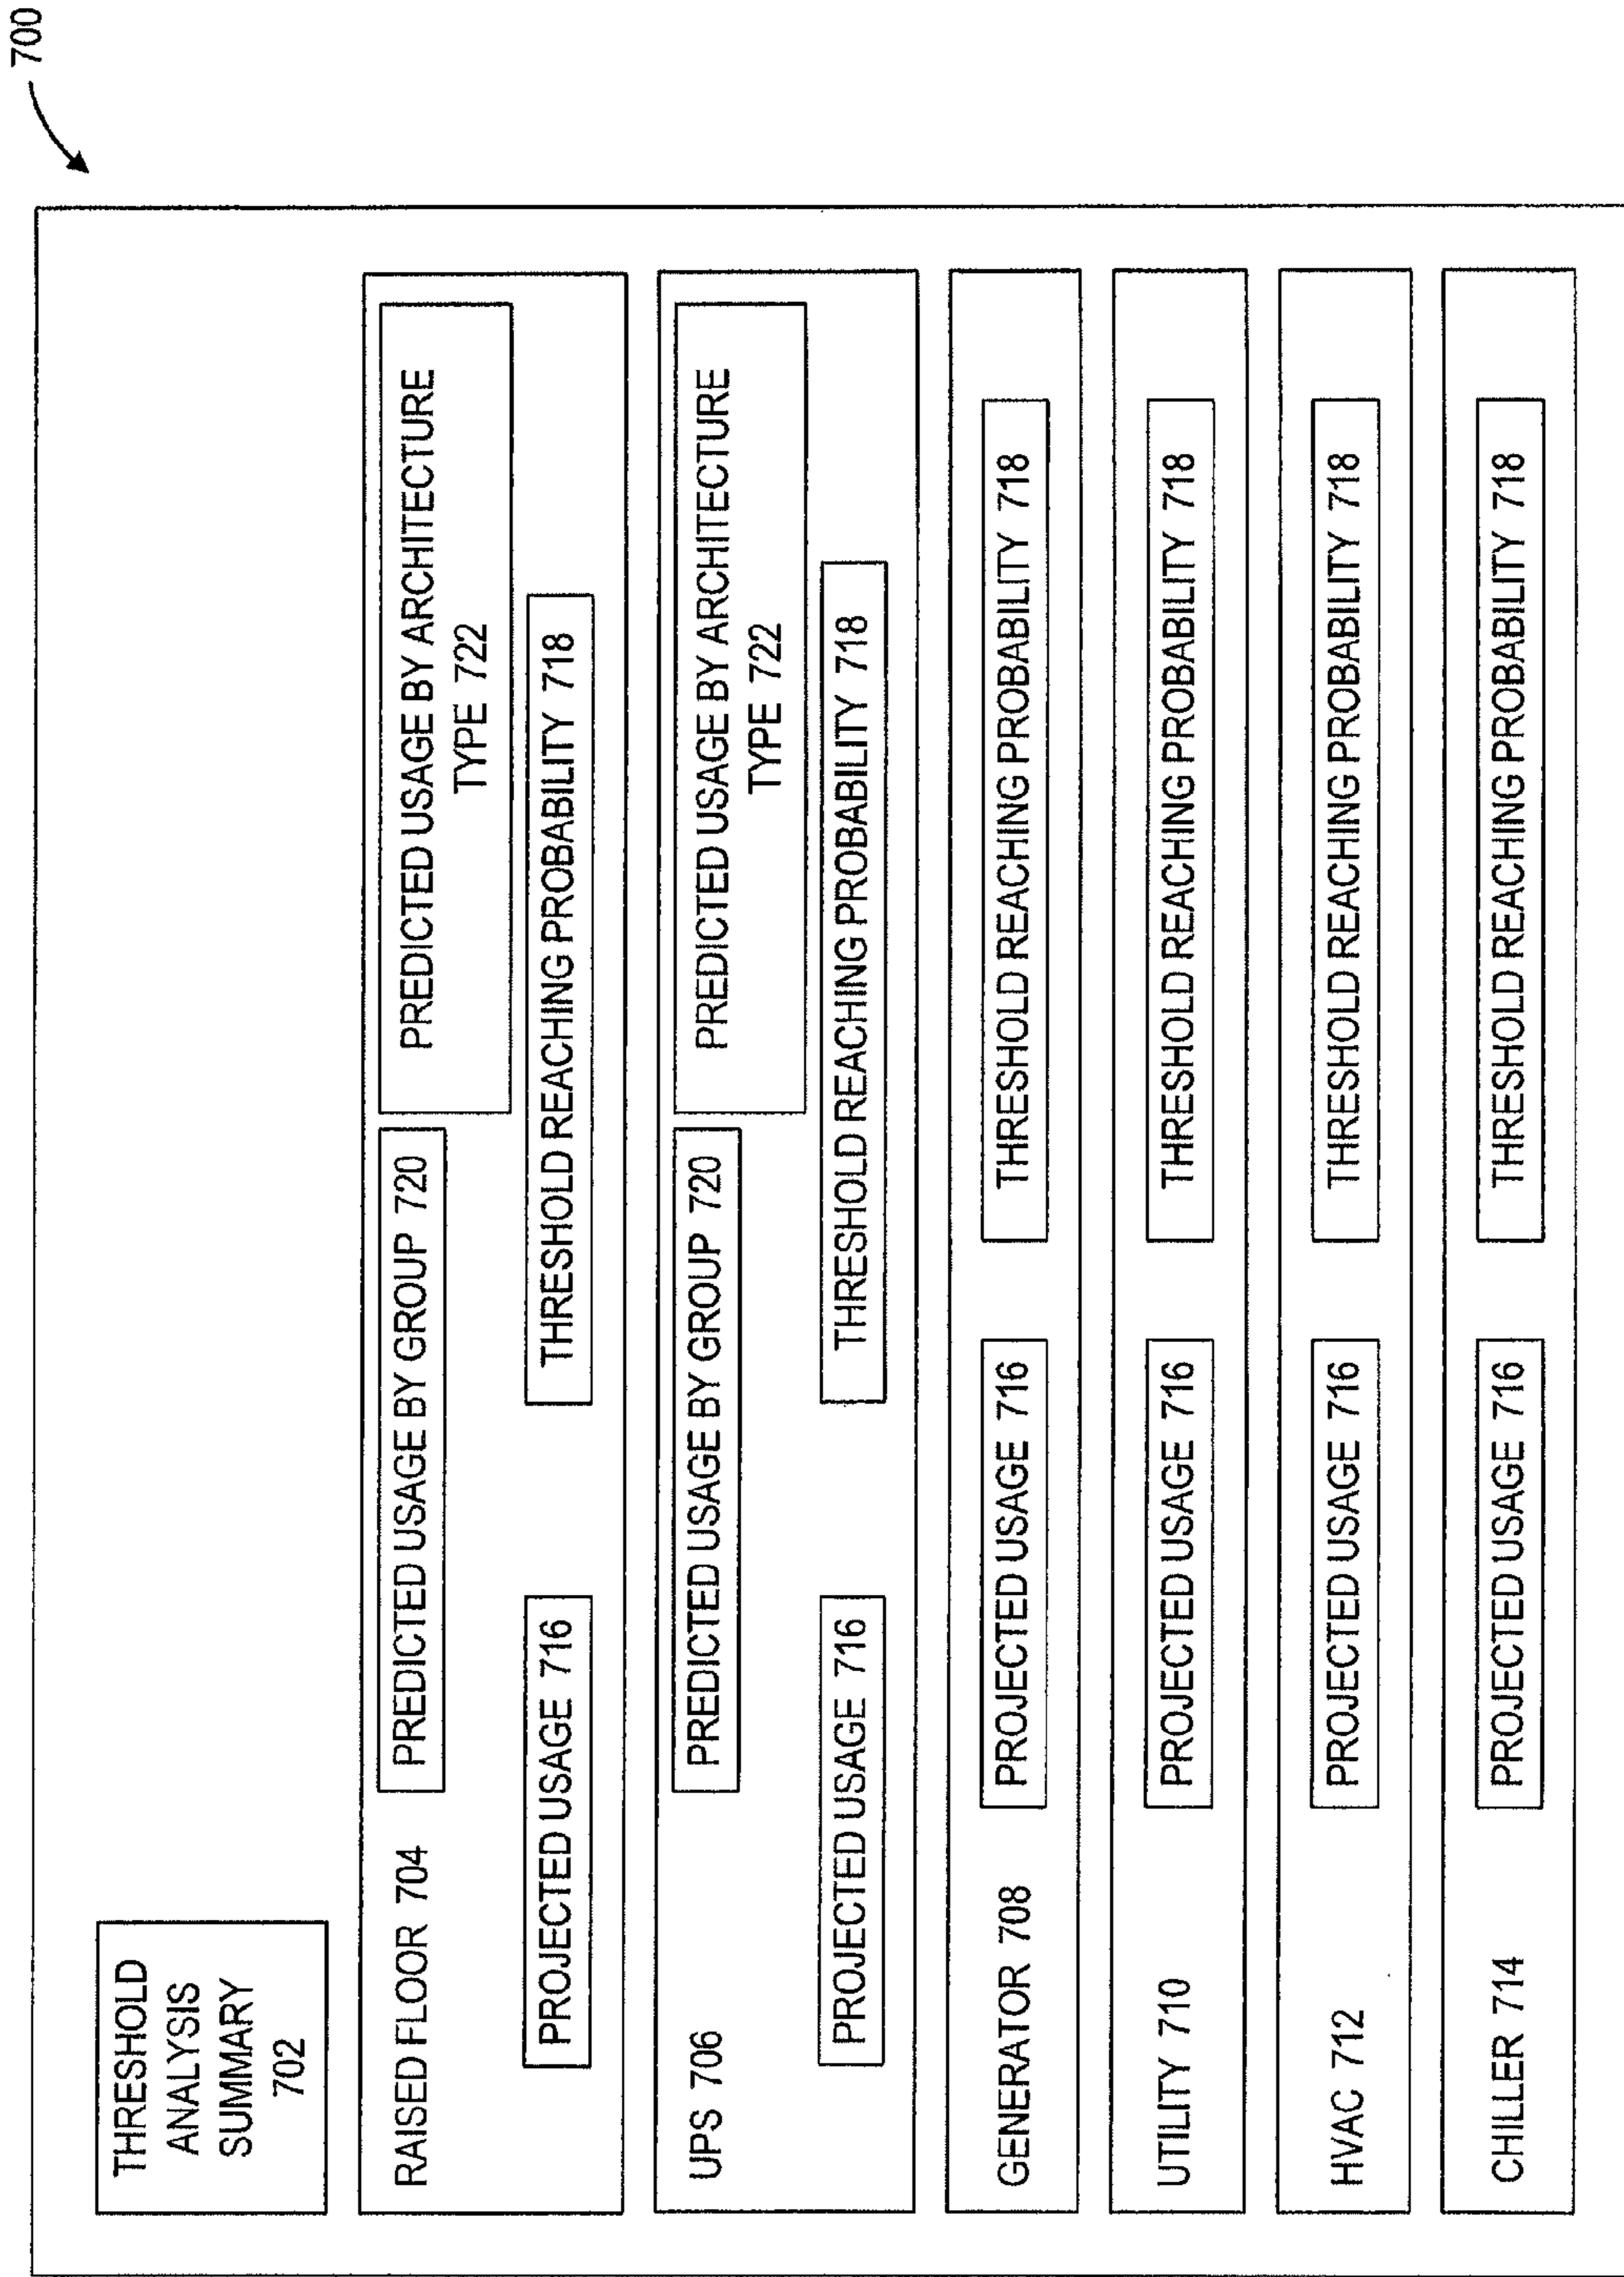 700
THRESHOLD
ANALYSIS
SUMMARY
702
RAISED FLOOR 704
PREDICTED USAGE BY GROUP 720
PREDICTED USAGE BY ARCHITECTURE
TYPE 722
PROJECTED USAGE 716
THRESHOLD REACHING PROBABILITY 718
UPS 706
PREDICTED USAGE BY GROUP 720
PREDICTED USAGE BY ARCHITECTURE
TYPE 722
PROJECTED USAGE 716
THRESHOLD REACHING PROBABILITY 718
GENERATOR 708
PROJECTED USAGE 716
THRESHOLD REACHING PROBABILITY 718
UTILITY 710
PROJECTED USAGE 716
THRESHOLD REACHING PROBABILITY 718
HVAC 712
PROJECTED USAGE 716
THRESHOLD REACHING PROBABILITY 718
CHILLER 714
PROJECTED USAGE 716
THRESHOLD REACHING PROBABILITY 718